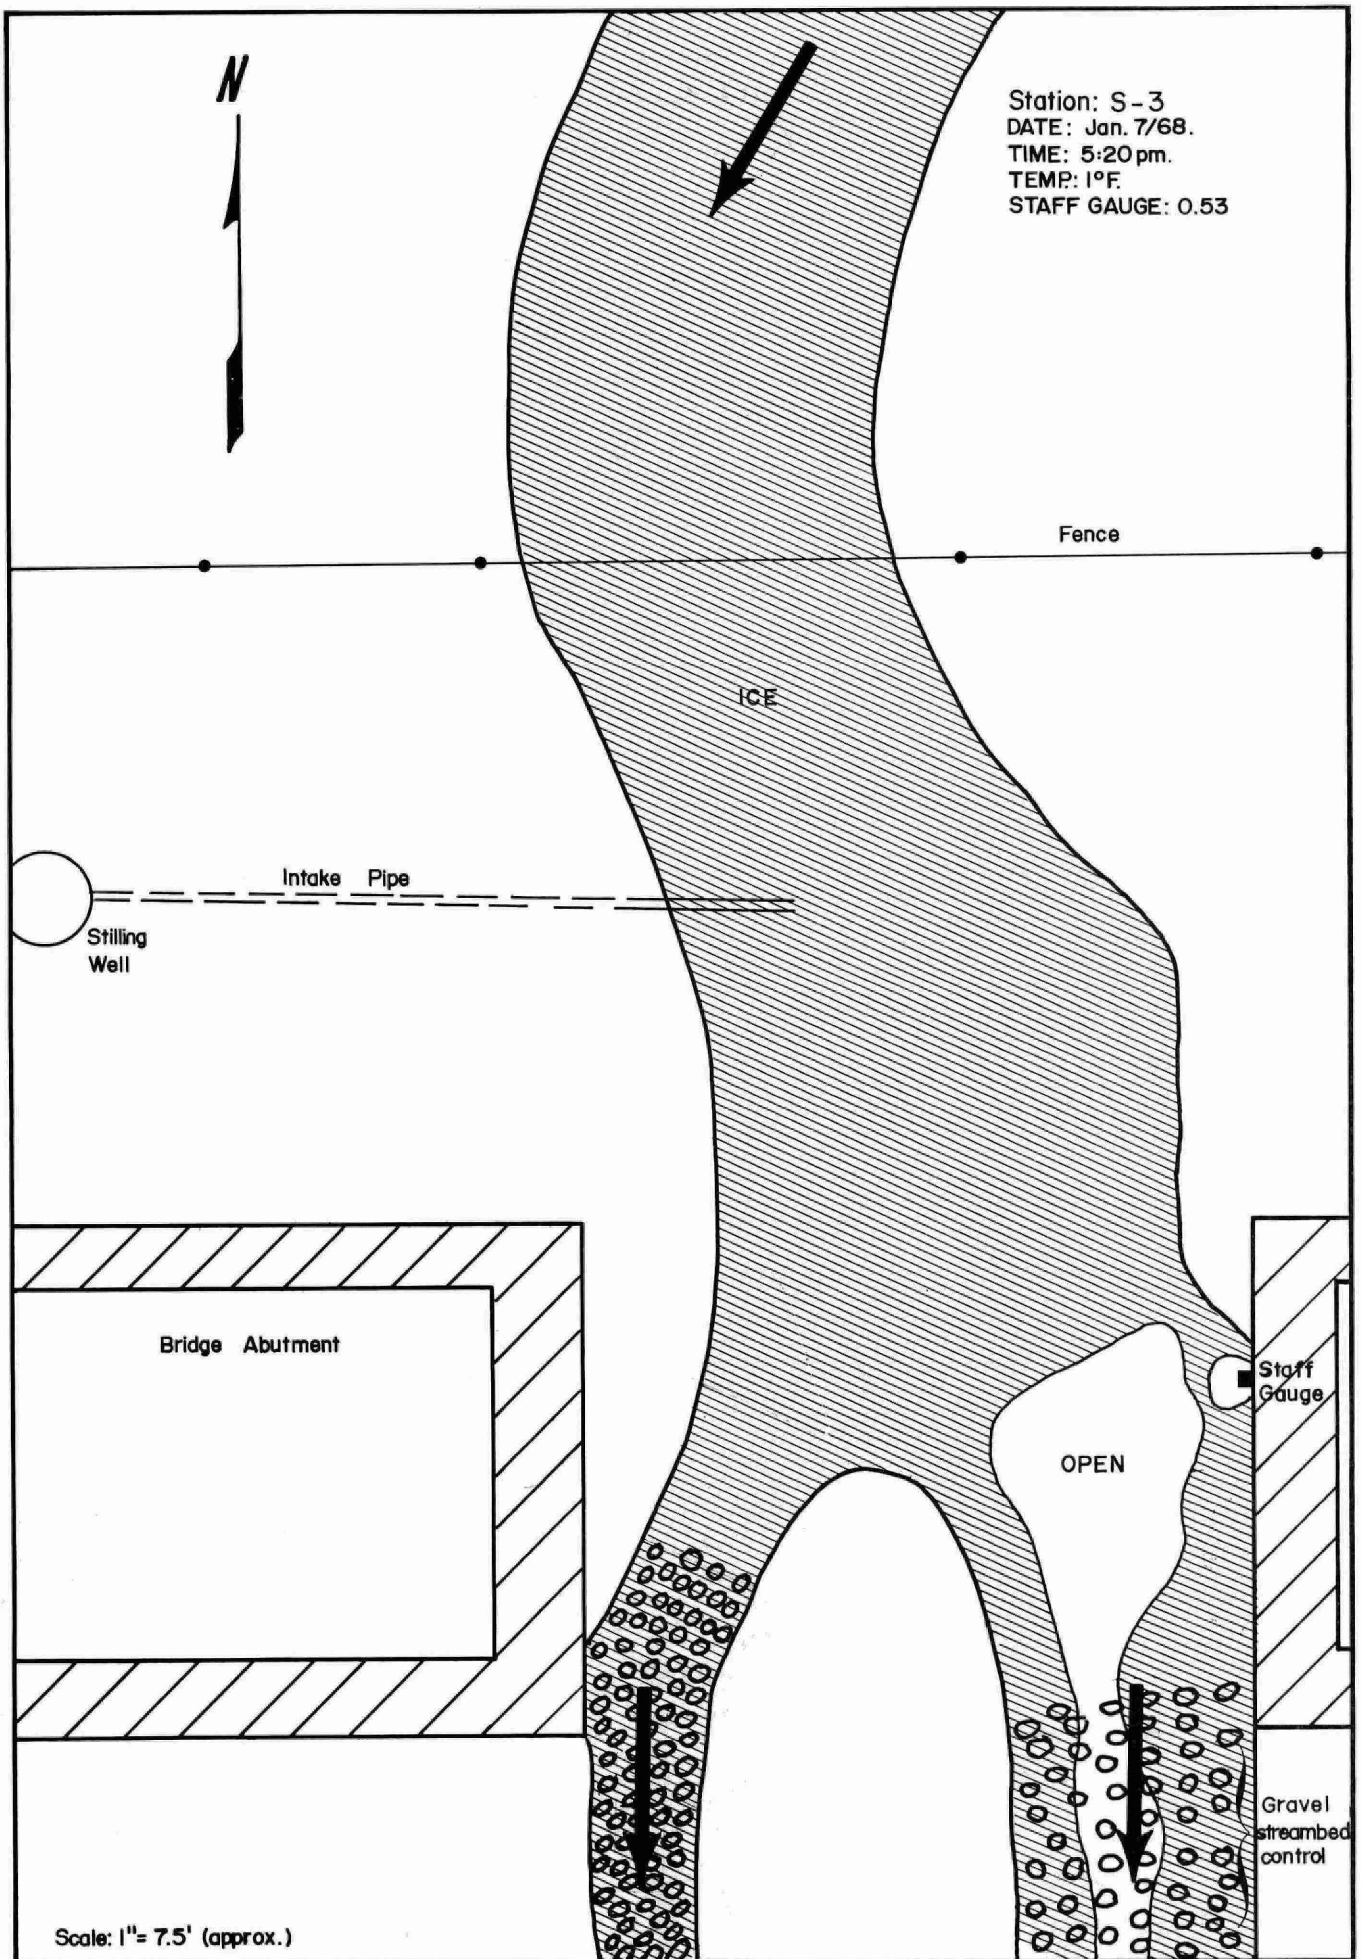 N
Station: S-3
DATE: Jan. 7/68.
TIME: 5:20 pm.
TEMP.: 1°F.
STAFF GAUGE: 0.53
Fence
ICE
Intake Pipe
Stilling
Well
Bridge Abutment
Staff
Gauge
OPEN
Gravel
streambed
control
Scale: 1"= 7.5' (approx.)